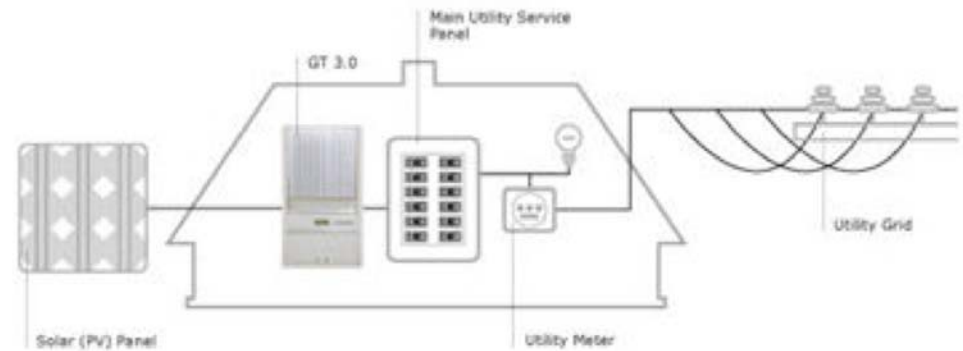 Main Utility Service
Panel
GT 3.0
Utility Grid
Solar (PV) Panel
Utility Meter